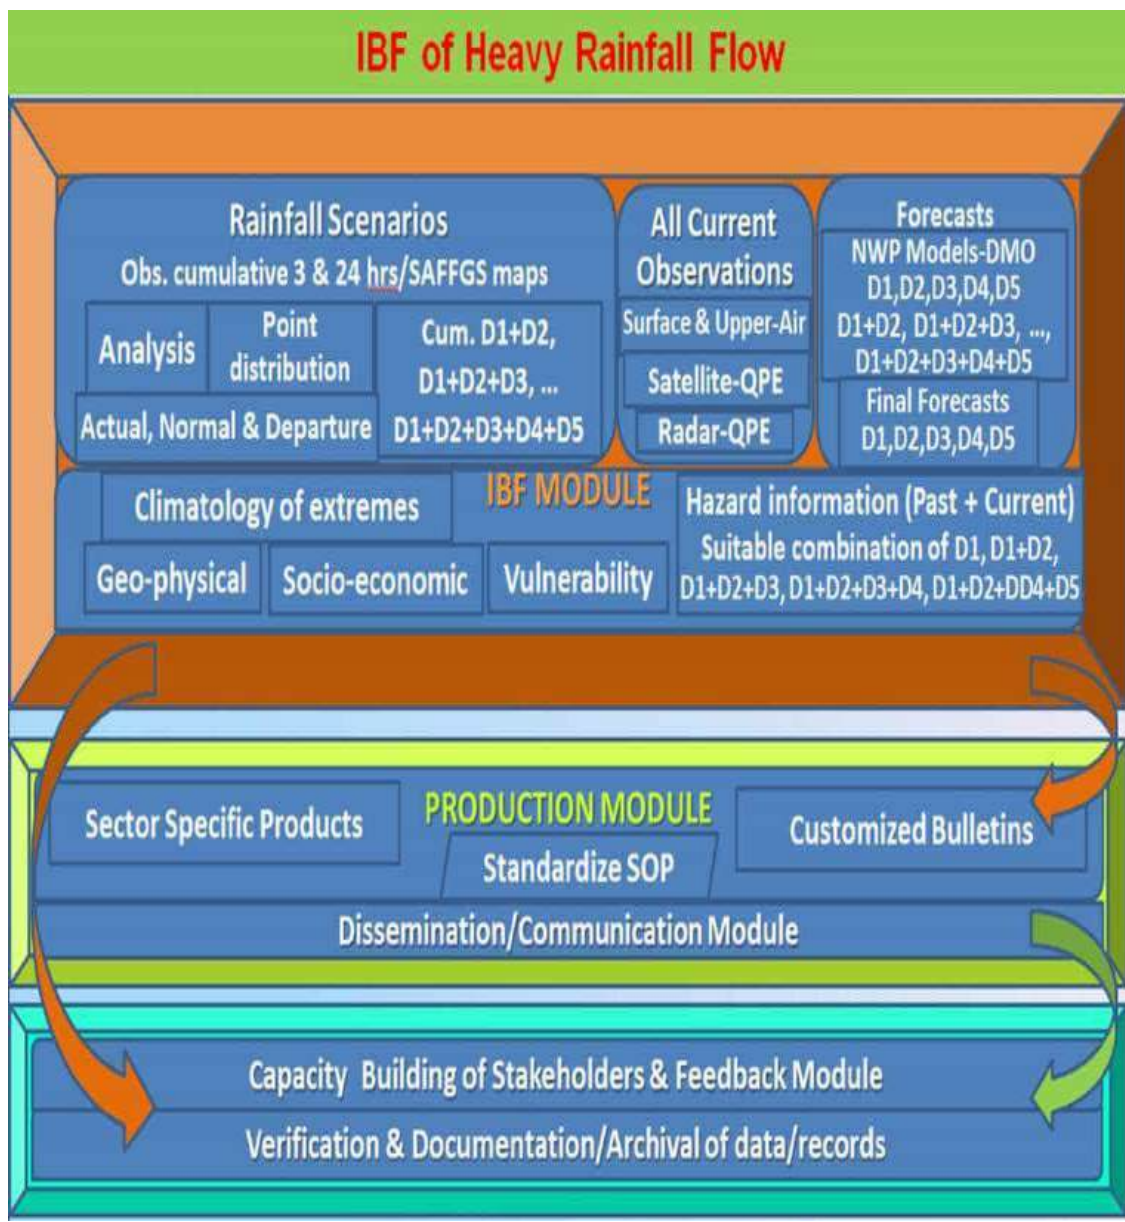 IBF of Heavy Rainfall Flow
Rainfall Scenarios
Obs. cumulative 3 & 24 hrs/SAFFGS maps
Analysis
Point
distribution
Actual, Normal & Departure
Cum. D1+D2,
D1+D2+D3, ...
D1+D2+D3+D4+D5
All Current
Observations
Surface & Upper-Air
Satellite-QPE
Radar-QPE
Forecasts
NWP Models-DMO
D1,D2,D3,D4,D5
D1+D2, D1+D2+D3, ...,
D1+D2+D3+D4+D5
Final Forecasts
D1,D2,D3,D4,D5
IBF MODULE
Climatology of extremes
Geo-physical
Socio-economic
Vulnerability
Hazard information (Past + Current)
Suitable combination of D1, D1+D2,
D1+D2+D3, D1+D2+D3+D4, D1+D2+DD4+D5
PRODUCTION MODULE
Sector Specific Products
Standardize SOP
Customized Bulletins
Dissemination/Communication Module
Capacity Building of Stakeholders & Feedback Module
Verification & Documentation/Archival of data/records